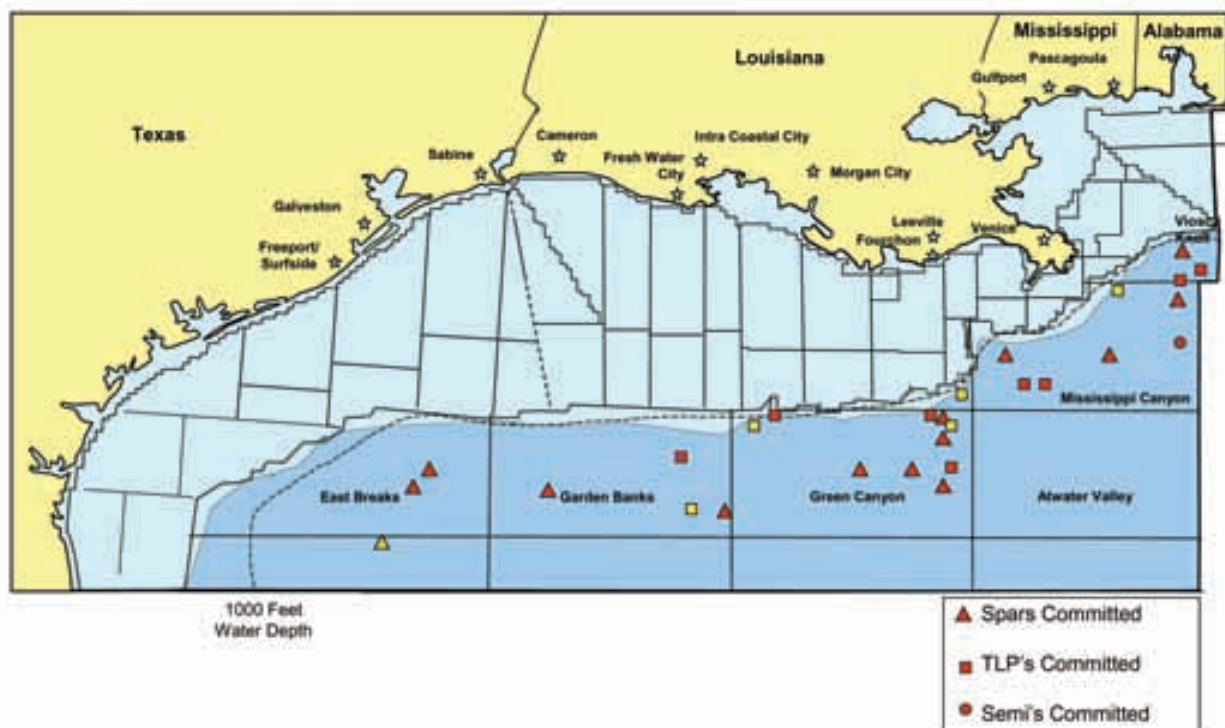 Mississippi
Alabama
Pascagoula
Louisiana
Gulfport
Texas
Cameron
Intra Coastal City
Sabine
Fresh Water
City
Morgan City
Galveston
Leeville
Fourchon
Venice
Viosca
Knoll
Freeport/
Surfside
Mississippi Canyon
East Breaks
Garden Banks
Green Canyon
Atwater Valley
1000 Feet
Water Depth
Spars Committed
TLP's Committed
Semi's Committed